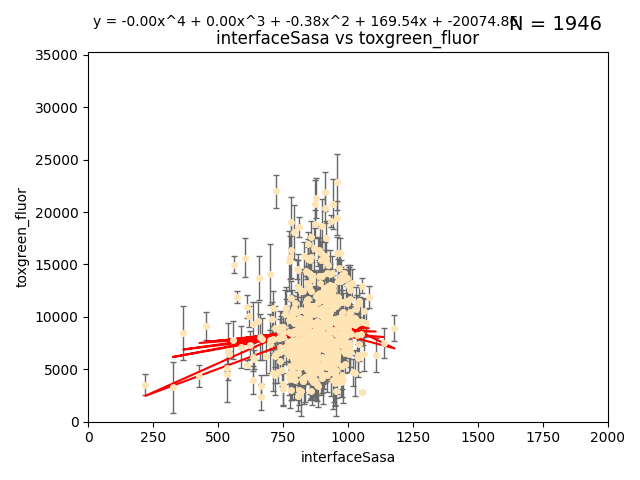 y = -0.00x^4 + 0.00x^3 + -0.38x^2 + 169.54x + -20074.86
N = 1946
interfaceSasa vs toxgreen_fluor
35000
30000
25000
20000
15000
10000
5000
0
toxgreen_fluor
0 250 500 750 1000 1250 1500 1750 2000
interfaceSasa